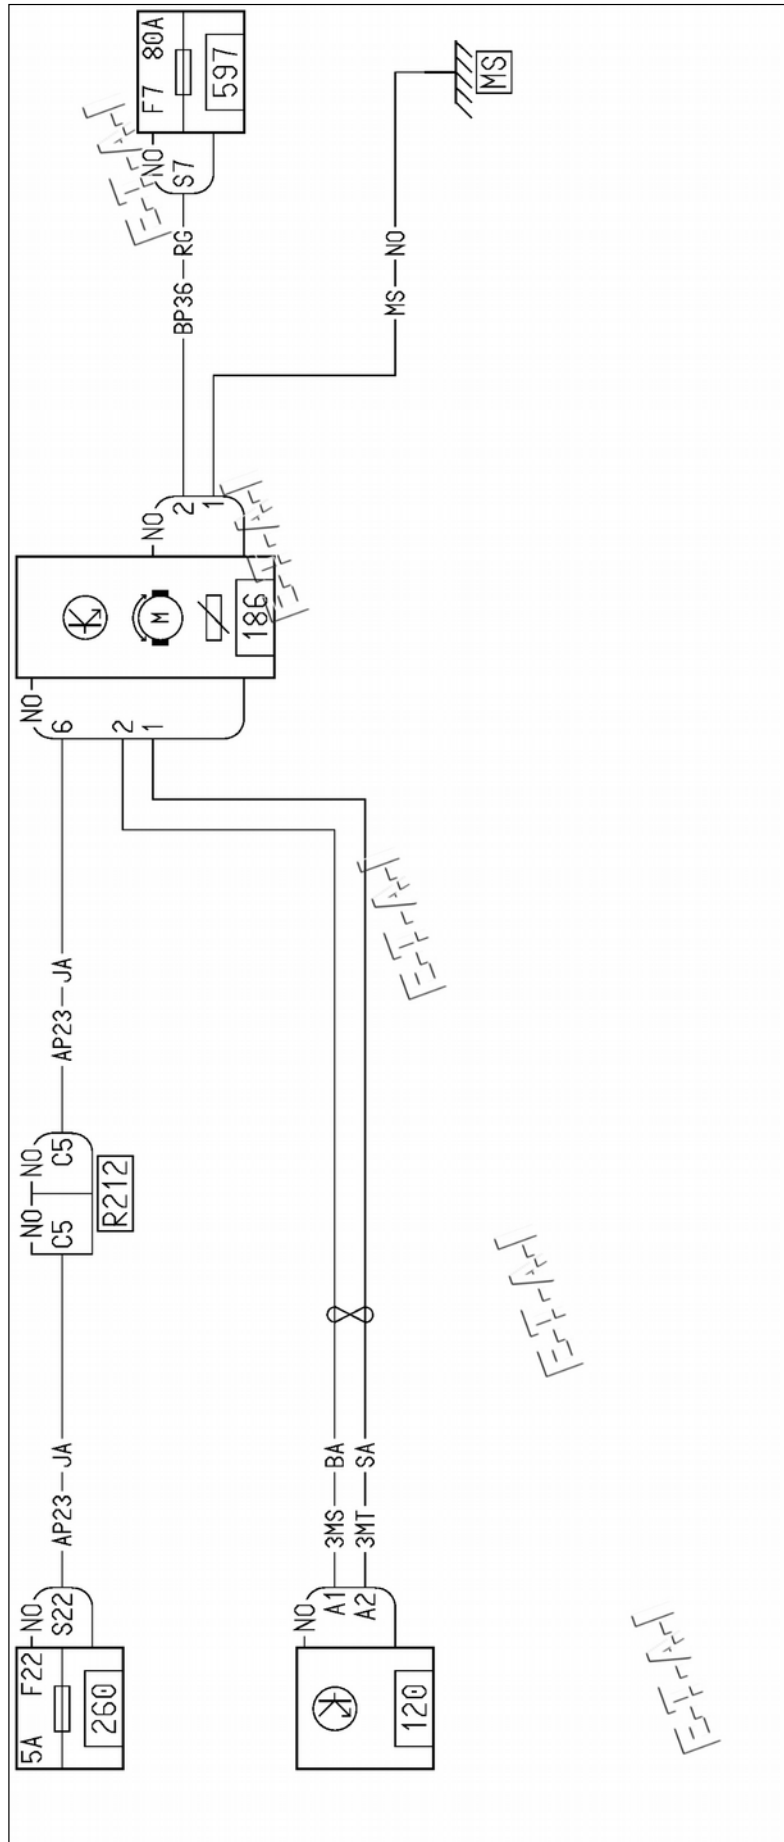 F7 80A
597
NO
S7
BP36 RG
MS NO
MS
NO
2
1
M
186
NO
6
2
1
AP23 JA
NO NO
C5 C5
R212
AP23 JA
3MS BA
3MT SA
NO
S22
5A F22
260
NO
A1
A2
120